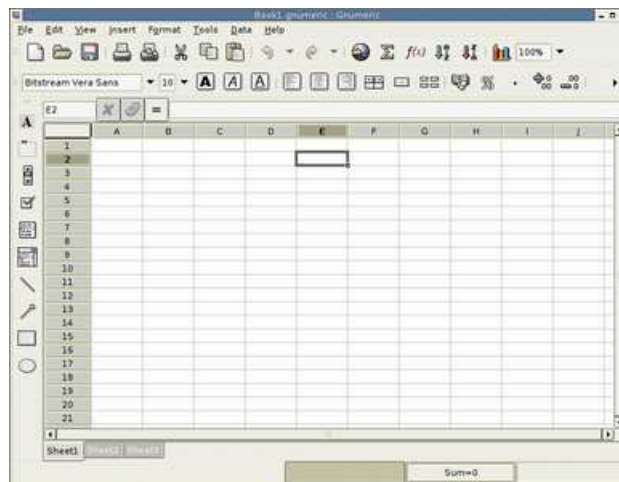 Book1.gnumeric : Gnumeric
File Edit View Insert Format Tools Data Help
f(x) 100%
Bitstream Vera Sans 10 A A A %
E2 =
A B C D E F G H I J
1
2
3
4
5
6
7
8
9
10
11
12
13
14
15
16
17
18
19
20
21
Sheet1 Sheet2 Sheet3
Sum=0